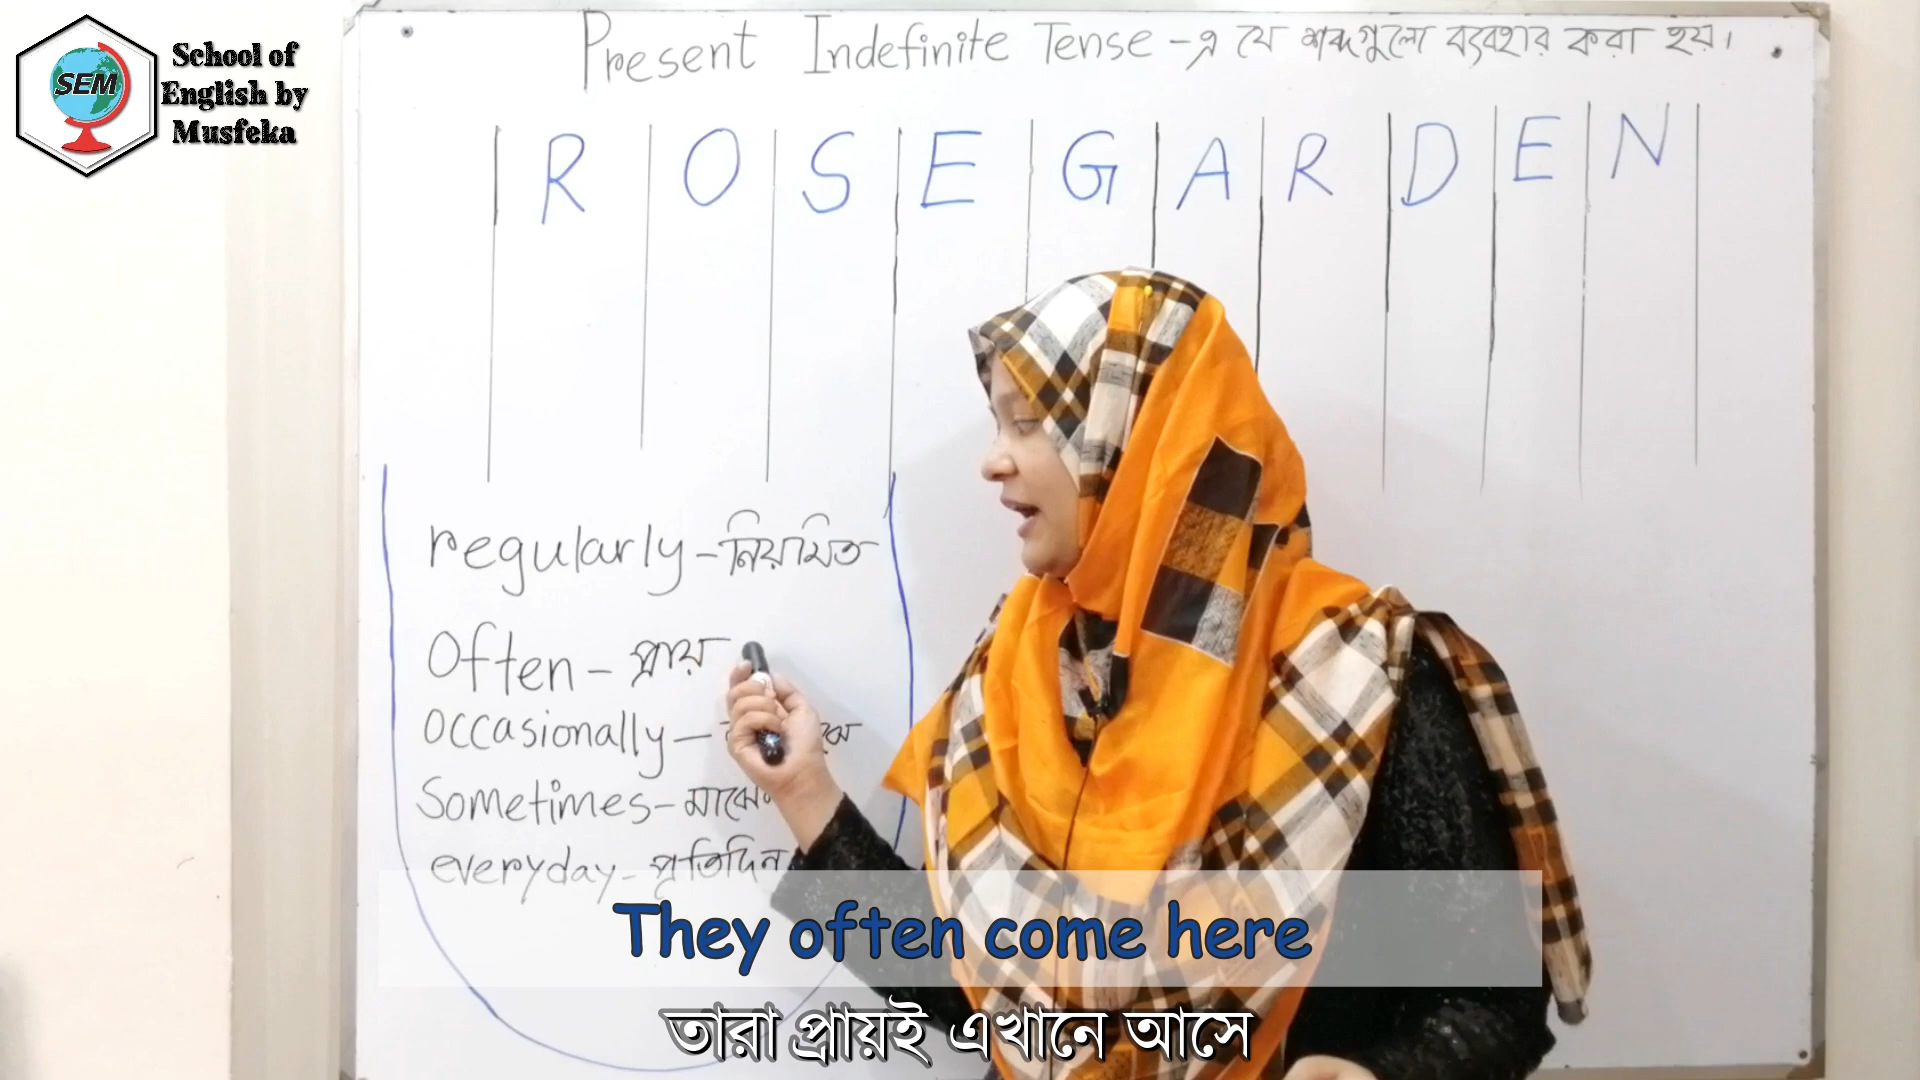 SEM
School of
English by
Musfeka
Present Indefinite Tense - এ যে শব্দগুলো ব্যবহার করা হয়।
R O S E G A R D E N
regularly - নিয়মিত
Often - প্রায়
occasionally -
Sometimes - মাঝে
everyday - প্রতিদিন
They often come here
তারা প্রায়ই এখানে আসে